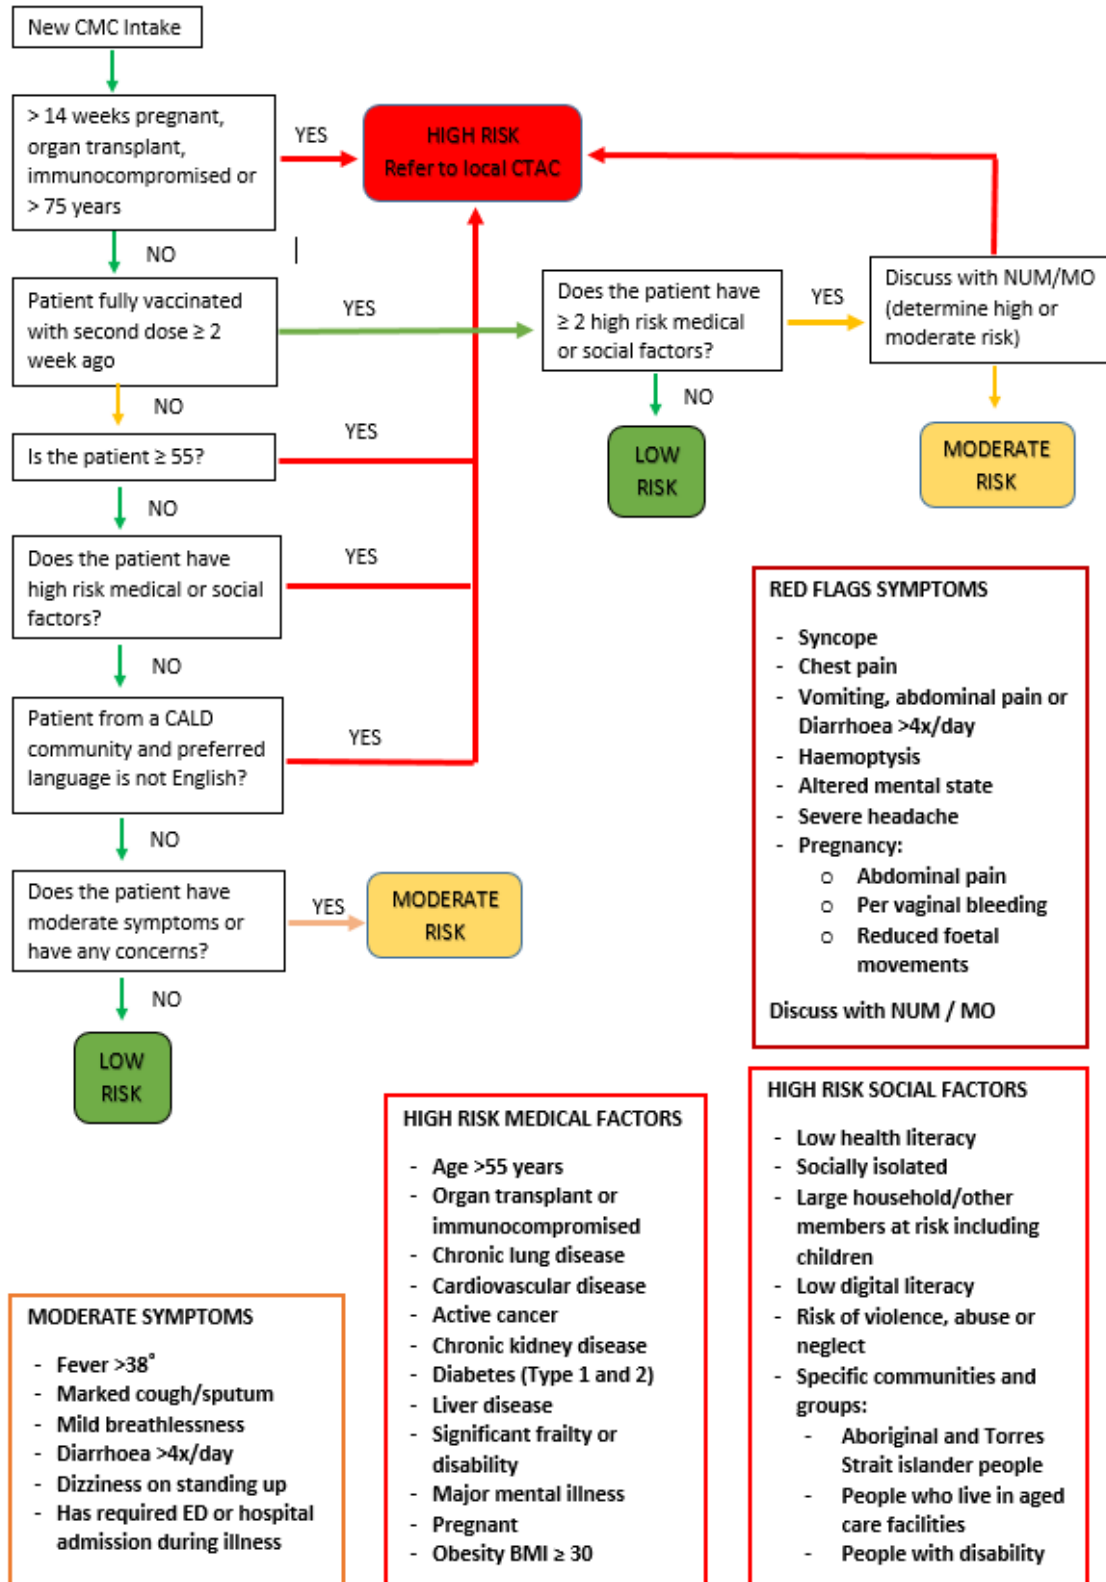 New CMC Intake
> 14 weeks pregnant,
organ transplant,
immunocompromised or
> 75 years
YES
HIGH RISK
Refer to local CTAC
NO
Patient fully vaccinated
with second dose ≥ 2
week ago
YES
Does the patient have
≥ 2 high risk medical
or social factors?
YES
Discuss with NUM/MO
(determine high or
moderate risk)
NO
NO
Is the patient ≥ 55?
YES
LOW
RISK
MODERATE
RISK
NO
Does the patient have
high risk medical or social
factors?
YES
NO
Patient from a CALD
community and preferred
language is not English?
YES
NO
Does the patient have
moderate symptoms or
have any concerns?
YES
MODERATE
RISK
NO
LOW
RISK
RED FLAGS SYMPTOMS
- Syncope
- Chest pain
- Vomiting, abdominal pain or
Diarrhoea >4x/day
- Haemoptysis
- Altered mental state
- Severe headache
- Pregnancy:
o Abdominal pain
o Per vaginal bleeding
o Reduced foetal
movements
Discuss with NUM / MO
MODERATE SYMPTOMS
- Fever >38°
- Marked cough/sputum
- Mild breathlessness
- Diarrhoea >4x/day
- Dizziness on standing up
- Has required ED or hospital
admission during illness
HIGH RISK MEDICAL FACTORS
- Age >55 years
- Organ transplant or
immunocompromised
- Chronic lung disease
- Cardiovascular disease
- Active cancer
- Chronic kidney disease
- Diabetes (Type 1 and 2)
- Liver disease
- Significant frailty or
disability
- Major mental illness
- Pregnant
- Obesity BMI ≥ 30
HIGH RISK SOCIAL FACTORS
- Low health literacy
- Socially isolated
- Large household/other
members at risk including
children
- Low digital literacy
- Risk of violence, abuse or
neglect
- Specific communities and
groups:
- Aboriginal and Torres
Strait islander people
- People who live in aged
care facilities
- People with disability